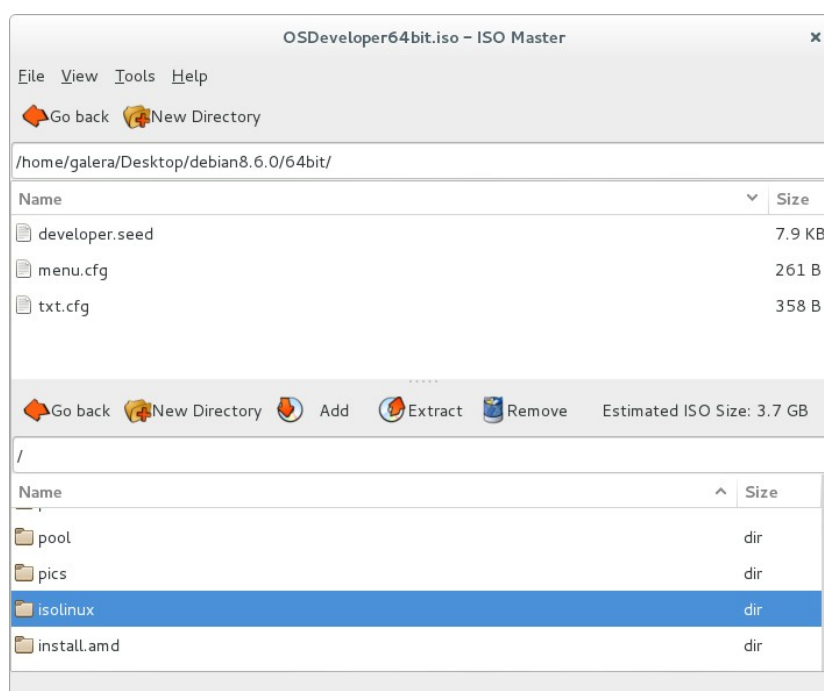 OSDeveloper64bit.iso – ISO Master
File View Tools Help
Go back New Directory
/home/galera/Desktop/debian8.6.0/64bit/
Name Size
developer.seed 7.9 KB
menu.cfg 261 B
txt.cfg 358 B
Go back New Directory Add Extract Remove Estimated ISO Size: 3.7 GB
/
Name Size
pool dir
pics dir
isolinux dir
install.amd dir